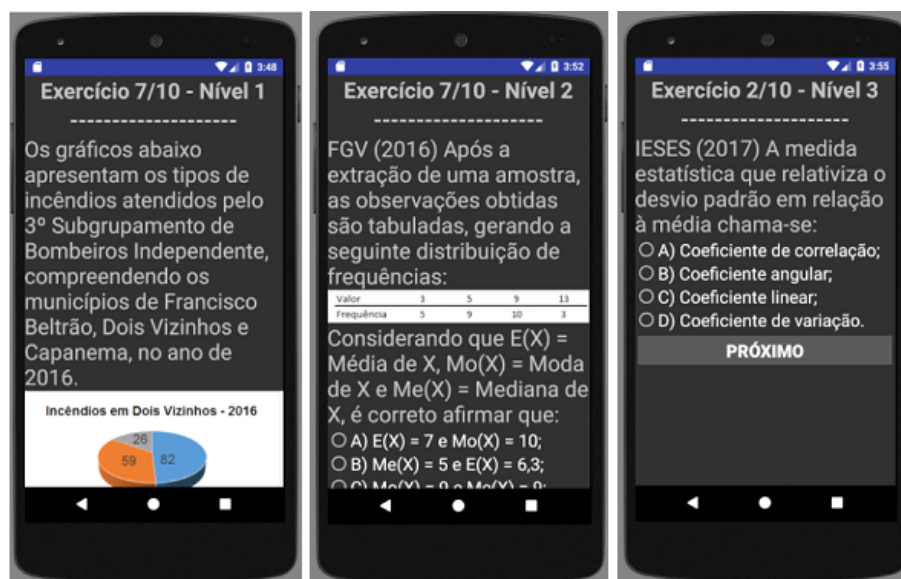 3:48
Exercício 7/10 - Nível 1
--------------------
Os gráficos abaixo
apresentam os tipos de
incêndios atendidos pelo
3º Subgrupamento de
Bombeiros Independente,
compreendendo os
municípios de Francisco
Beltrão, Dois Vizinhos e
Capanema, no ano de
2016.
Incêndios em Dois Vizinhos - 2016
26
59 82
3:52
Exercício 7/10 - Nível 2
--------------------
FGV (2016) Após a
extração de uma amostra,
as observações obtidas
são tabuladas, gerando a
seguinte distribuição de
frequências:
Valor 3 5 9 13
Frequência 5 9 10 3
Considerando que E(X) =
Média de X, Mo(X) = Moda
de X e Me(X) = Mediana de
X, é correto afirmar que:
A) E(X) = 7 e Mo(X) = 10;
B) Me(X) = 5 e E(X) = 6,3;
C) Mo(X) = 9 e Me(X) = 9;
3:55
Exercício 2/10 - Nível 3
--------------------
IESES (2017) A medida
estatística que relativiza o
desvio padrão em relação
à média chama-se:
A) Coeficiente de correlação;
B) Coeficiente angular;
C) Coeficiente linear;
D) Coeficiente de variação.
PRÓXIMO